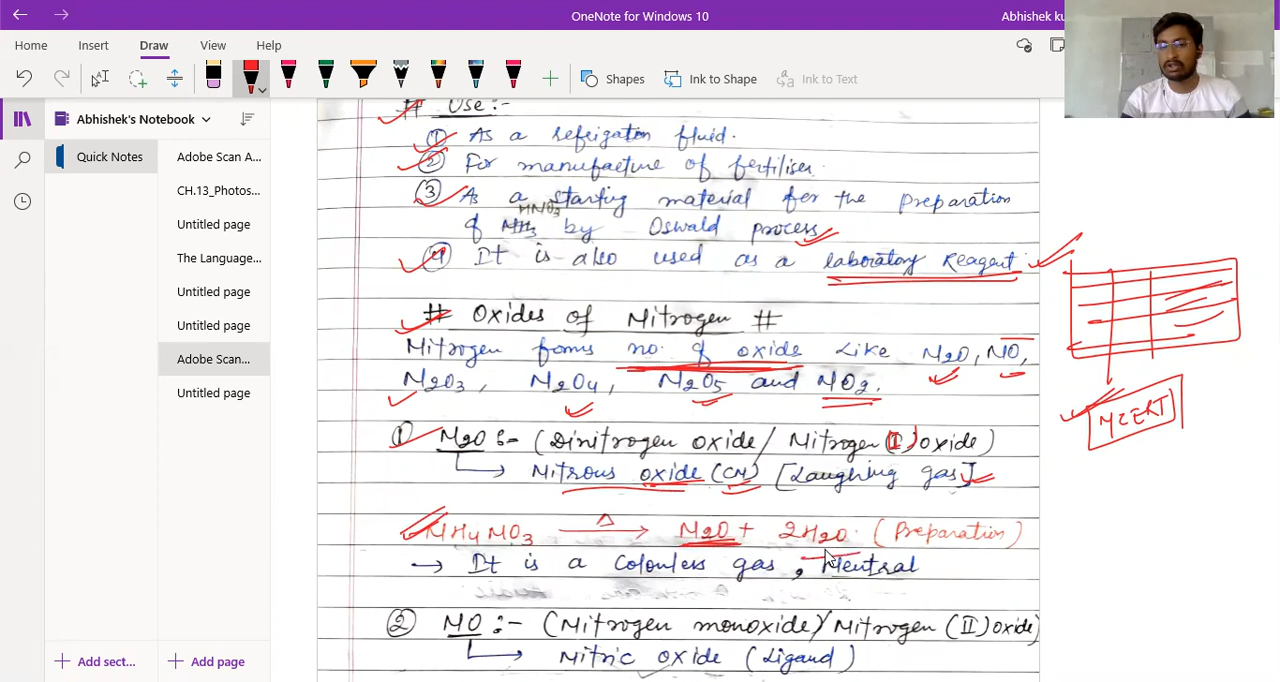 OneNote for Windows 10
Abhishek ku
Home Insert Draw View Help
Shapes Ink to Shape Ink to Text
Abhishek's Notebook
Quick Notes
Adobe Scan A...
CH.13_Photos...
Untitled page
The Language...
Untitled page
Untitled page
Adobe Scan...
Untitled page
Add sect...
Add page
# Use :-
① As a refrigaton fluid.
② For manufacture of fertiliser.
③ As a starting material for the preparation
HNO3
of NH3 by Oswald process
④ It is also used as a laboratory Reagent.
# Oxides of Nitrogen #
Nitrogen forms no. of oxide like N2O, NO,
N2O3, N2O4, N2O5 and NO2.
① N2O :- (Dinitrogen oxide/ Nitrogen (I) oxide)
Nitrous oxide (CN) [Laughing gas]
NH4NO3 —Δ→ N2O + 2H2O. (Preparation)
→ It is a Colourless gas, Neutral
② NO :- (Nitrogen monoxide)/Nitrogen (II) oxide)
Nitric oxide (Ligand)
NCERT